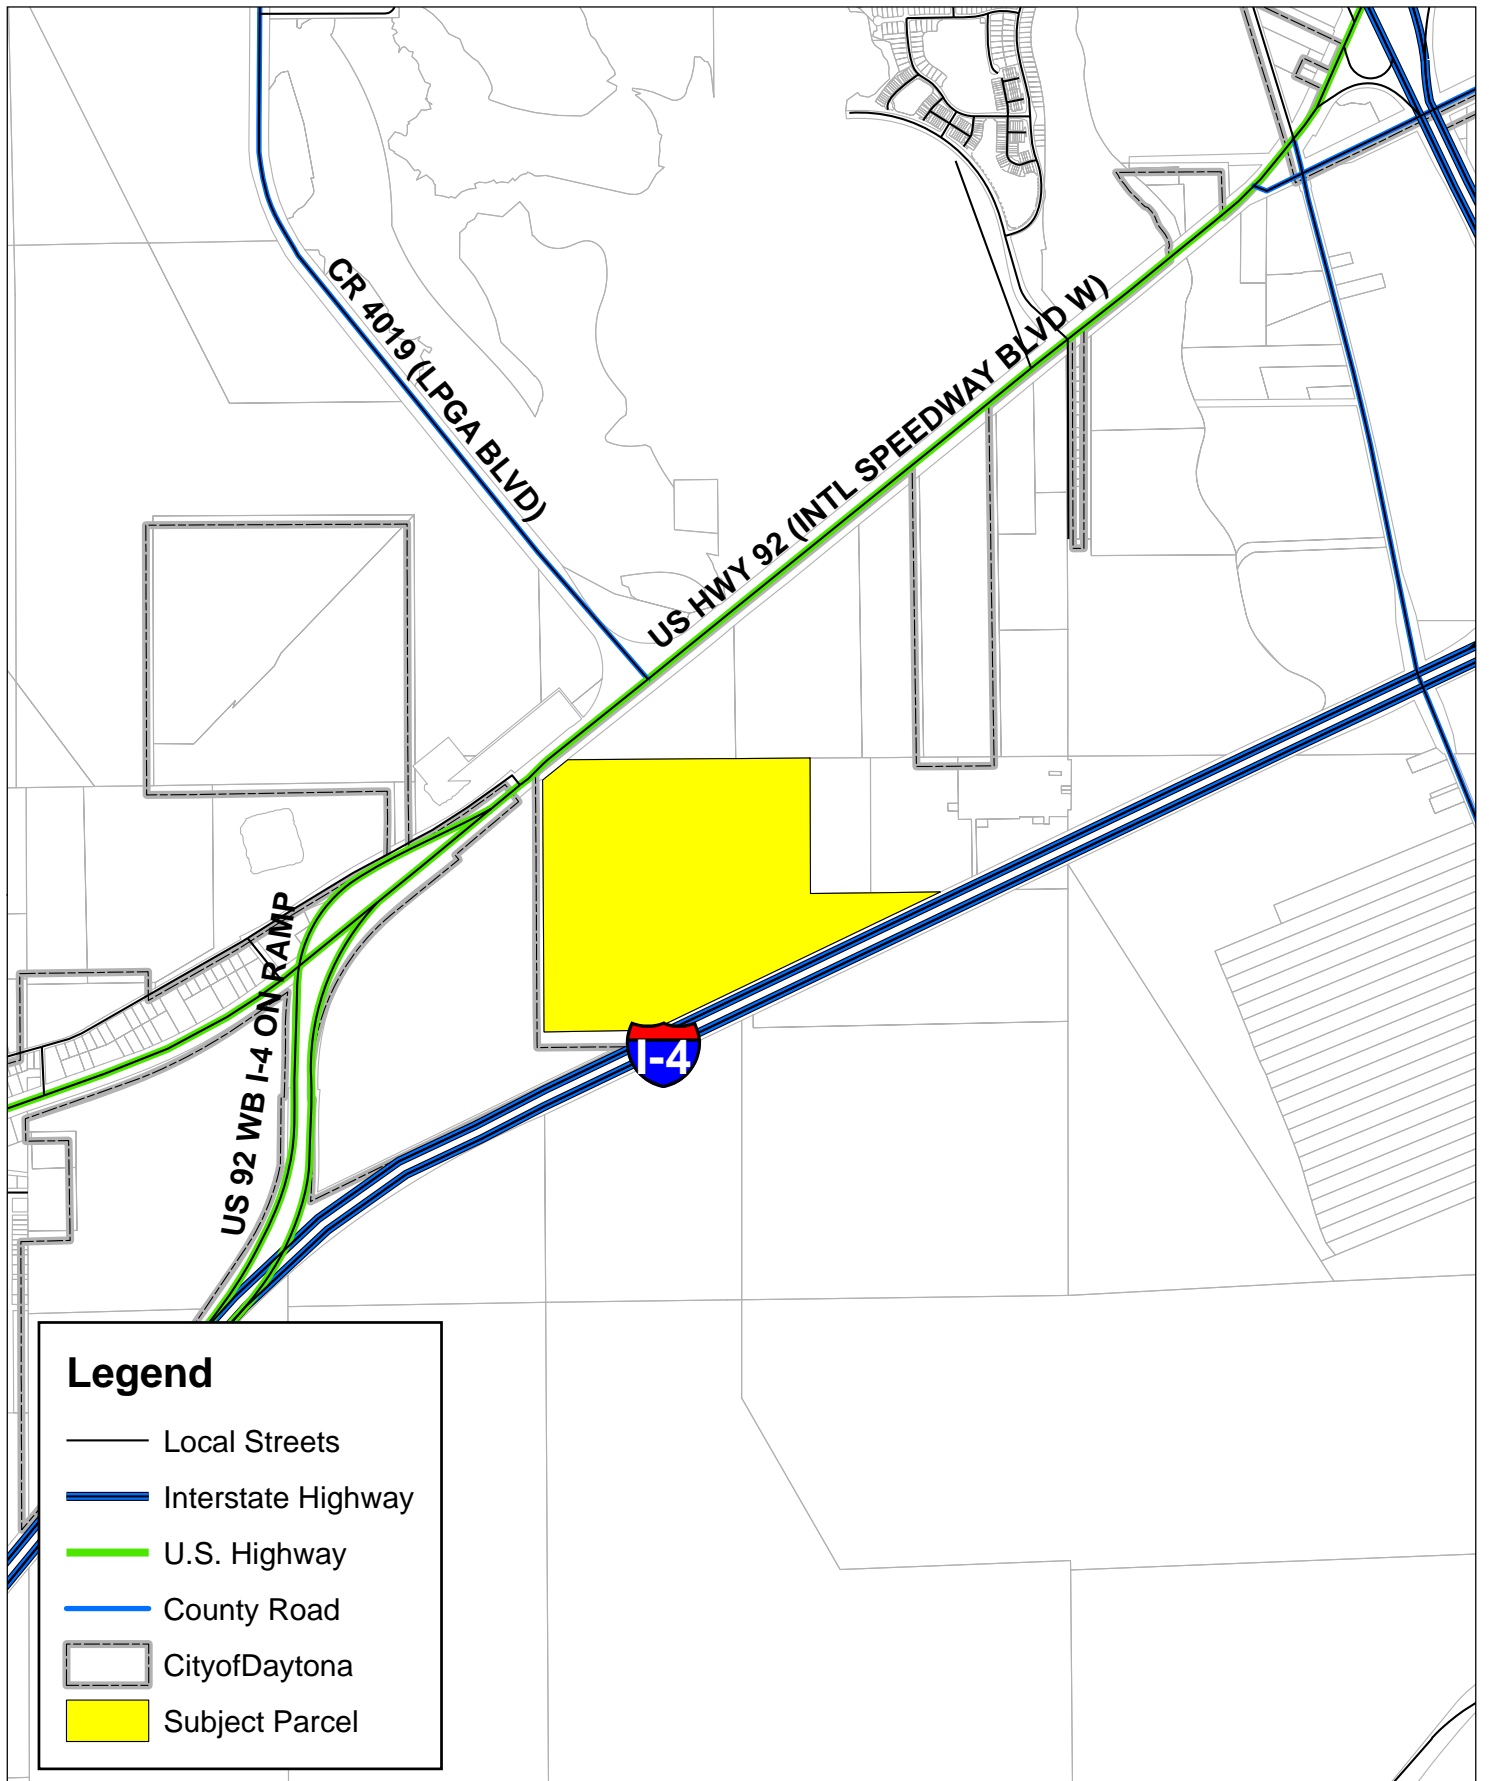 CR 4019 (LPGA BLVD)
US HWY 92 (INTL SPEEDWAY BLVD W)
US 92 WB I-4 ON RAMP
I-4
Legend
Local Streets
Interstate Highway
U.S. Highway
County Road
CityofDaytona
Subject Parcel